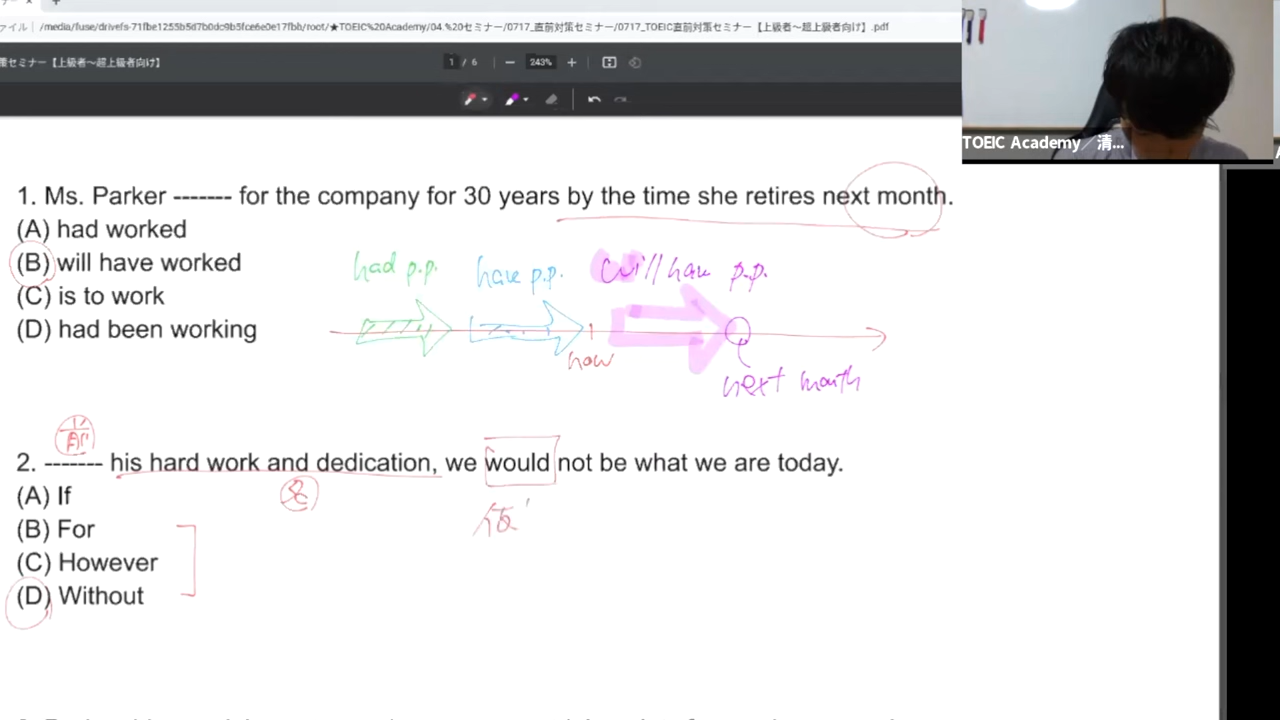 ァイル | /media/fuse/drivefs-71fbe1255b5d7b0dc9b5fce6e0e17fbb/root/★TOEIC%20Academy/04.%20セミナー/0717_直前対策セミナー/0717_TOEIC直前対策セミナー【上級者〜超上級者向け】.pdf
策セミナー【上級者〜超上級者向け】
1 / 6
243%
TOEIC Academy／清...
1. Ms. Parker ------- for the company for 30 years by the time she retires next month.
(A) had worked
(B) will have worked
(C) is to work
(D) had been working
had p.p. have p.p. will have p.p.
now
next month
前
2. ------- his hard work and dedication, we would not be what we are today.
(A) If
名
仮
(B) For
(C) However
(D) Without